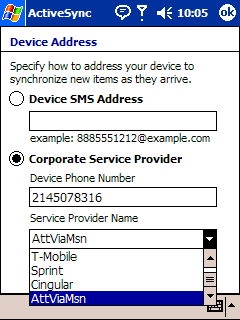 ActiveSync 10:05 ok
Device Address
Specify how to address your device to
synchronize new items as they arrive.
Device SMS Address
example: 8885551212@example.com
Corporate Service Provider
Device Phone Number
2145078316
Service Provider Name
AttViaMsn
T-Mobile
Sprint
Cingular
AttViaMsn